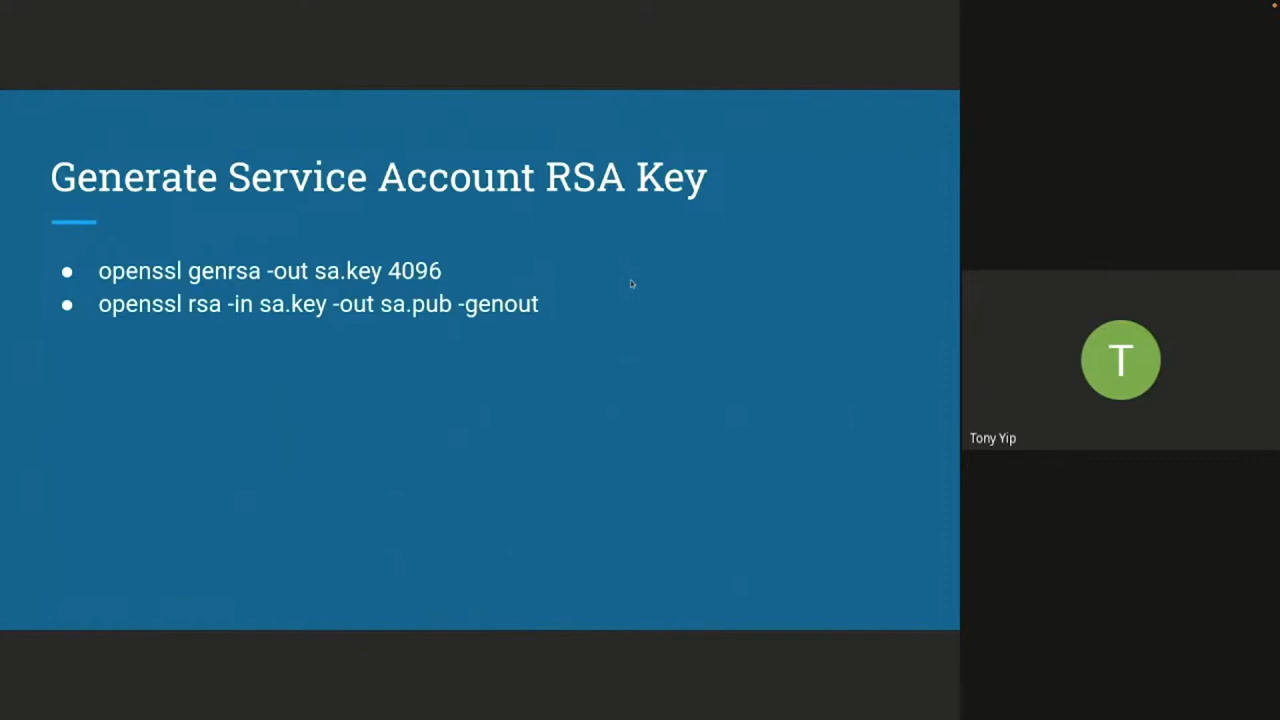 Generate Service Account RSA Key
● openssl genrsa -out sa.key 4096
● openssl rsa -in sa.key -out sa.pub -genout
T
Tony Yip